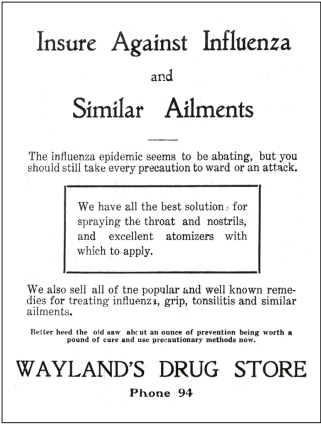 Insure Against Influenza
and
Similar Ailments
The influenza epidemic seems to be abating, but you
should still take every precaution to ward or an attack.
We have all the best solution: for
spraying the throat and nostrils,
and excellent atomizers with
which to apply.
We also sell all of tne popular and well known reme-
dies for treating influenza, grip, tonsilitis and similar
ailments.
Better heed the old saw about an ounce of prevention being worth a
pound of cure and use precautionary methods now.
WAYLAND'S DRUG STORE
Phone 94